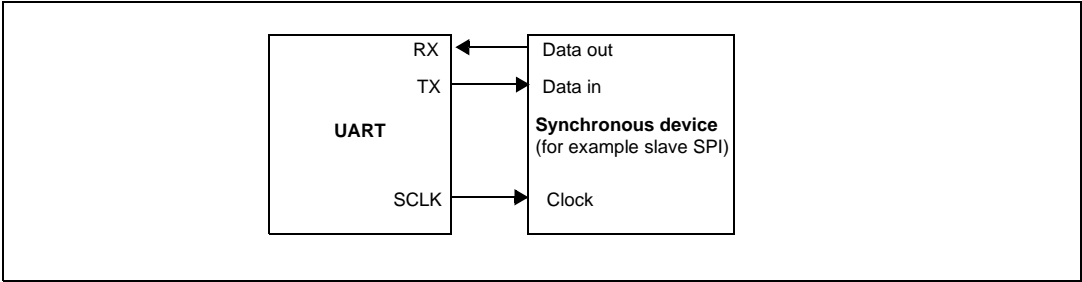 RX
Data out
TX
Data in
UART
Synchronous device
(for example slave SPI)
SCLK
Clock